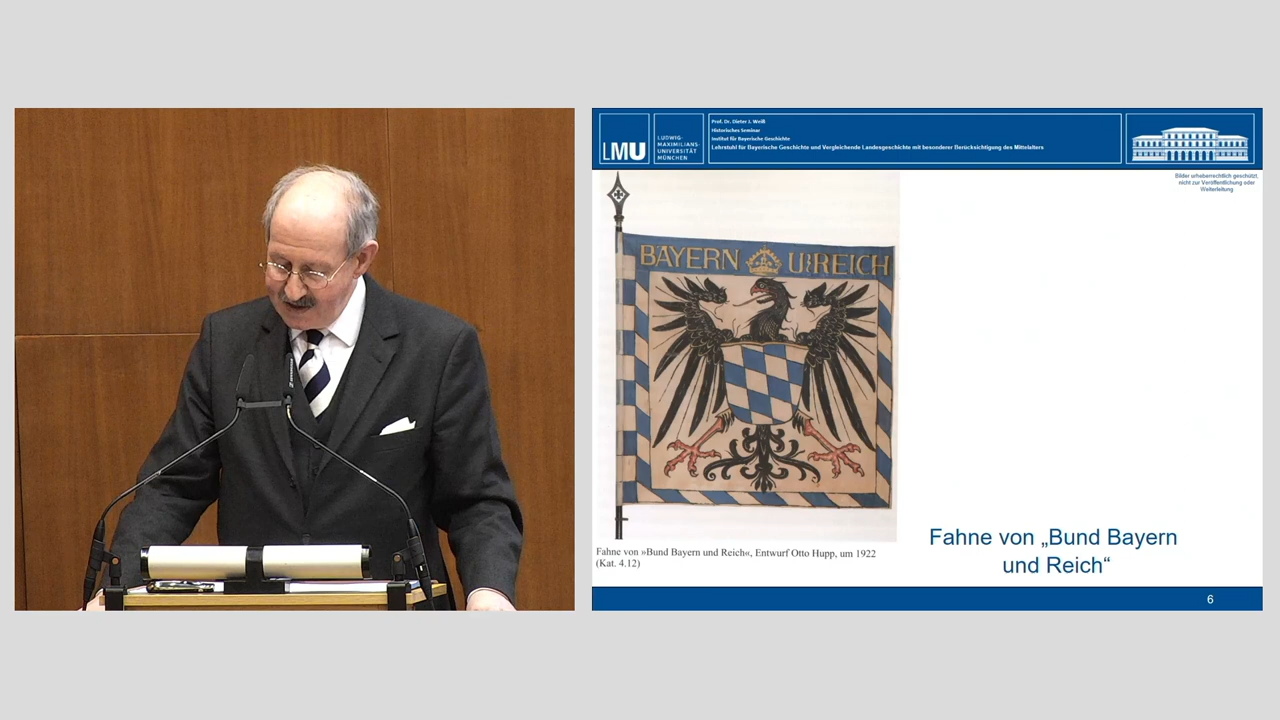 LMU
LUDWIG-
MAXIMILIANS-
UNIVERSITÄT
MÜNCHEN
Prof. Dr. Dieter J. Weiß
Historisches Seminar
Institut für Bayerische Geschichte
Lehrstuhl für Bayerische Geschichte und Vergleichende Landesgeschichte mit besonderer Berücksichtigung des Mittelalters
Bilder urheberrechtlich geschützt,
nicht zur Veröffentlichung oder
Weiterleitung
BAYERN U. REICH
Fahne von »Bund Bayern und Reich«, Entwurf Otto Hupp, um 1922
(Kat. 4.12)
Fahne von „Bund Bayern
und Reich“
6